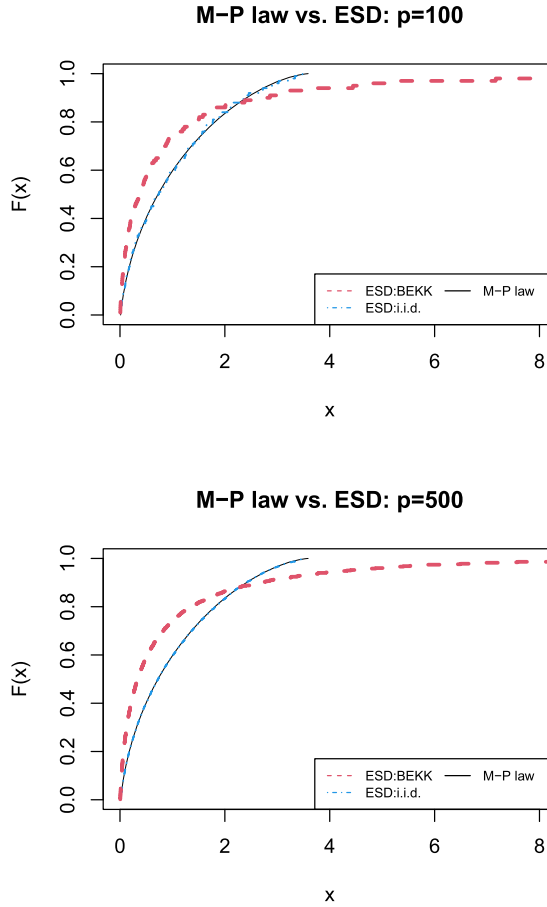 M−P law vs. ESD: p=100
F(x)
1.0
0.8
0.6
0.4
0.2
0.0
ESD:BEKK M−P law
ESD:i.i.d.
0 2 4 6 8
x
M−P law vs. ESD: p=500
F(x)
1.0
0.8
0.6
0.4
0.2
0.0
ESD:BEKK M−P law
ESD:i.i.d.
0 2 4 6 8
x